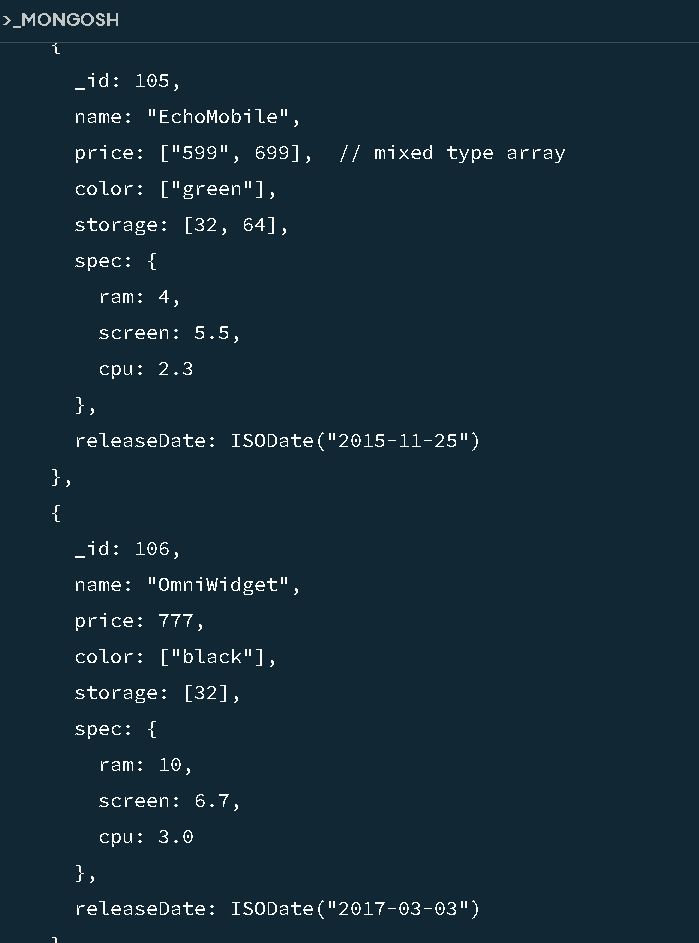 >_MONGOSH
{
_id: 105,
name: "EchoMobile",
price: ["599", 699],  // mixed type array
color: ["green"],
storage: [32, 64],
spec: {
ram: 4,
screen: 5.5,
cpu: 2.3
},
releaseDate: ISODate("2015-11-25")
},
{
_id: 106,
name: "OmniWidget",
price: 777,
color: ["black"],
storage: [32],
spec: {
ram: 10,
screen: 6.7,
cpu: 3.0
},
releaseDate: ISODate("2017-03-03")
}